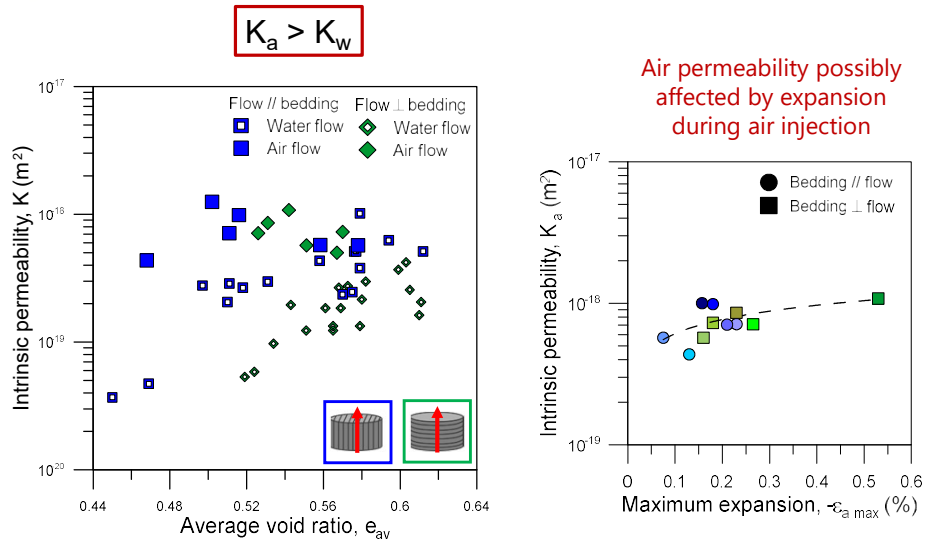 Kₐ > K_w
Intrinsic permeability, K (m²)
10⁻¹⁷
10⁻¹⁸
10⁻¹⁹
10⁻²⁰
Flow // bedding
Water flow
Air flow
Flow ⊥ bedding
Water flow
Air flow
0.44 0.48 0.52 0.56 0.60 0.64
Average void ratio, e_av
Air permeability possibly
affected by expansion
during air injection
Intrinsic permeability, Kₐ (m²)
10⁻¹⁷
10⁻¹⁸
10⁻¹⁹
Bedding // flow
Bedding ⊥ flow
0 0.1 0.2 0.3 0.4 0.5 0.6
Maximum expansion, -εₐ ₘₐₓ (%)